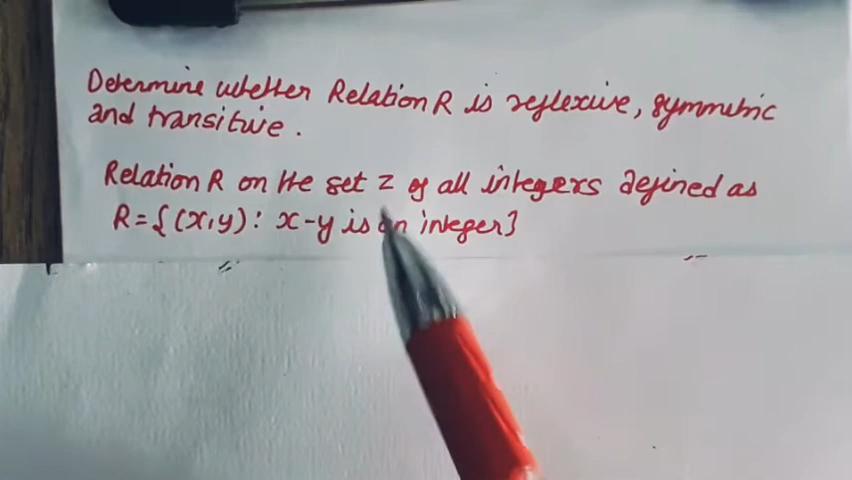 Determine whether Relation R is reflexive, symmetric
and transitive.
Relation R on the set Z of all integers defined as
R = {(x,y): x-y is an integer}